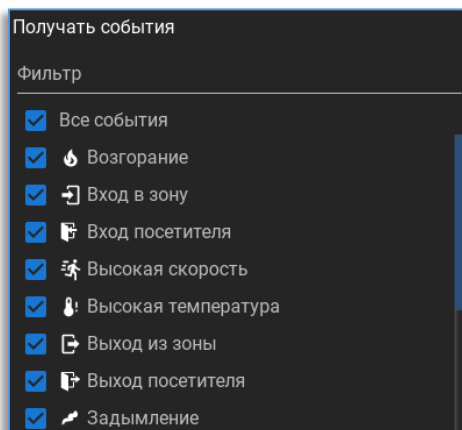 Получать события
Фильтр
Все события
Возгорание
Вход в зону
Вход посетителя
Высокая скорость
Высокая температура
Выход из зоны
Выход посетителя
Задымление